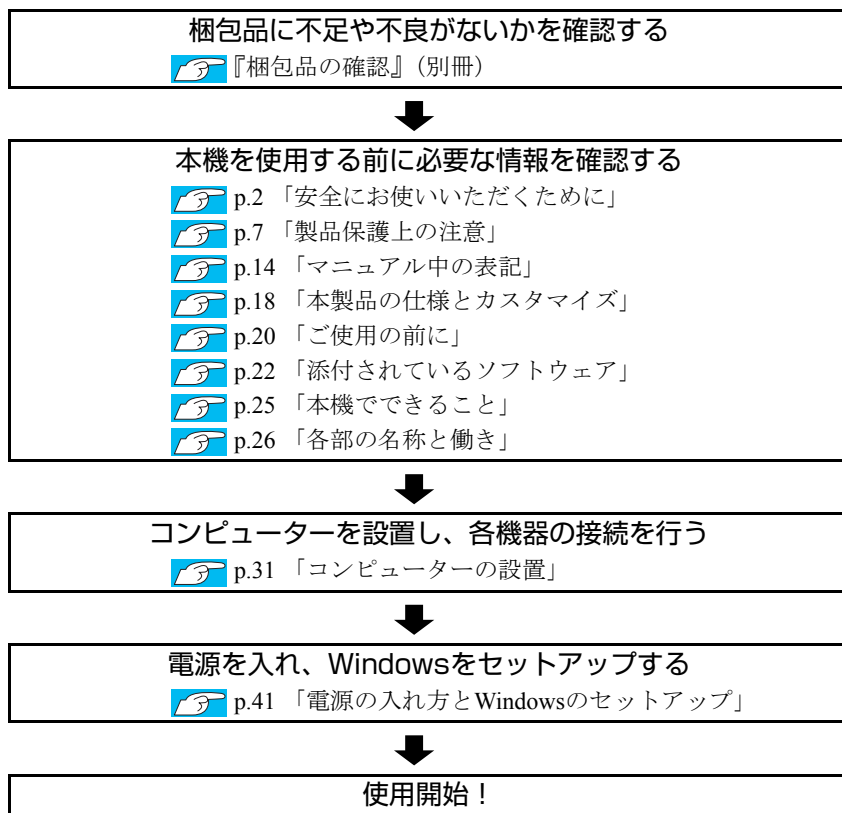 梱包品に不足や不良がないかを確認する
『梱包品の確認』（別冊）
本機を使用する前に必要な情報を確認する
p.2 「安全にお使いいただくために」
p.7 「製品保護上の注意」
p.14 「マニュアル中の表記」
p.18 「本製品の仕様とカスタマイズ」
p.20 「ご使用の前に」
p.22 「添付されているソフトウェア」
p.25 「本機でできること」
p.26 「各部の名称と働き」
コンピューターを設置し、各機器の接続を行う
p.31 「コンピューターの設置」
電源を入れ、Windowsをセットアップする
p.41 「電源の入れ方とWindowsのセットアップ」
使用開始！